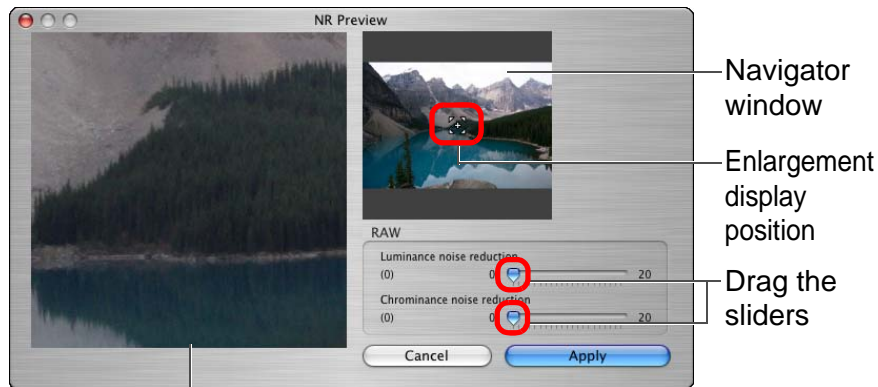 NR Preview
Navigator
window
Enlargement
display
position
RAW
Luminance noise reduction
(0) 0 20
Chrominance noise reduction
(0) 0 20
Drag the
sliders
Cancel Apply